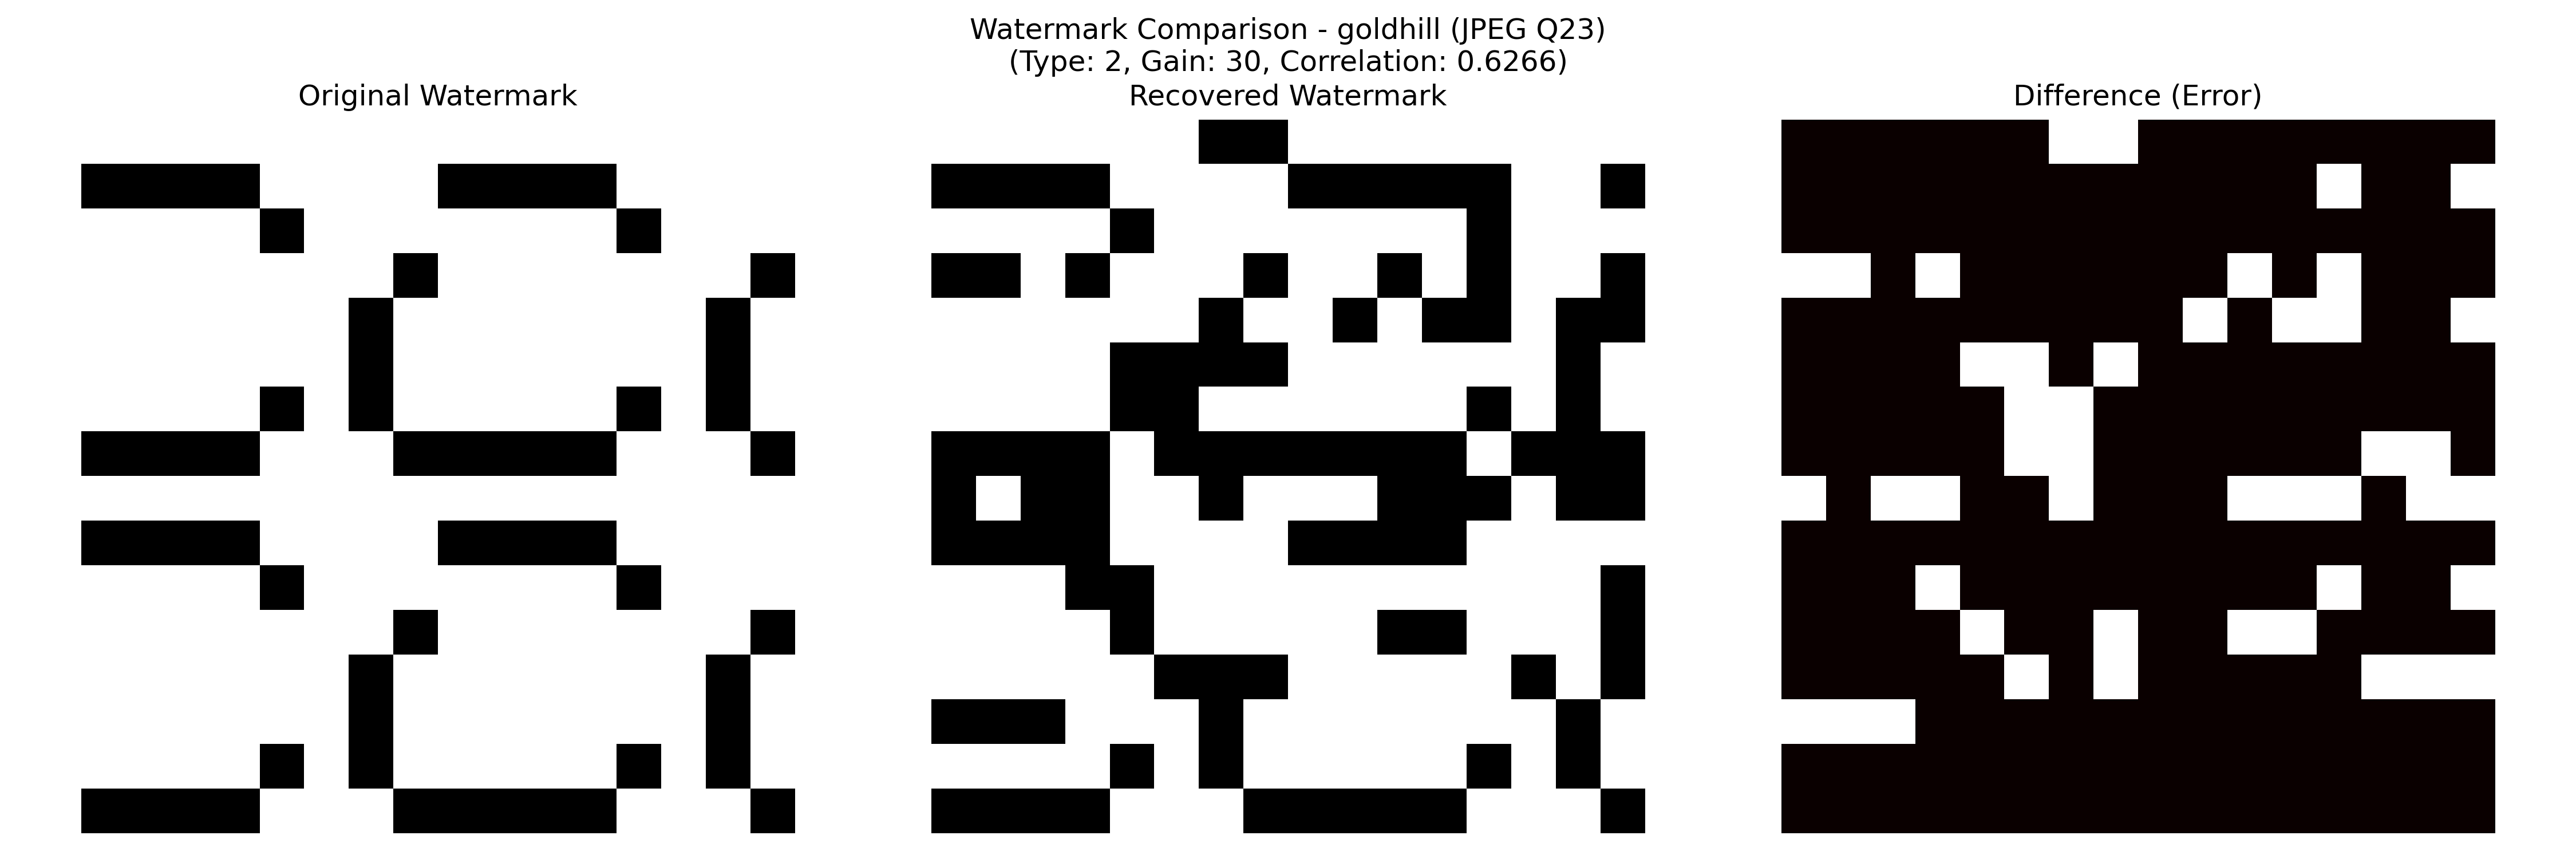 Watermark Comparison - goldhill (JPEG Q23)
(Type: 2, Gain: 30, Correlation: 0.6266)
Original Watermark
Recovered Watermark
Difference (Error)